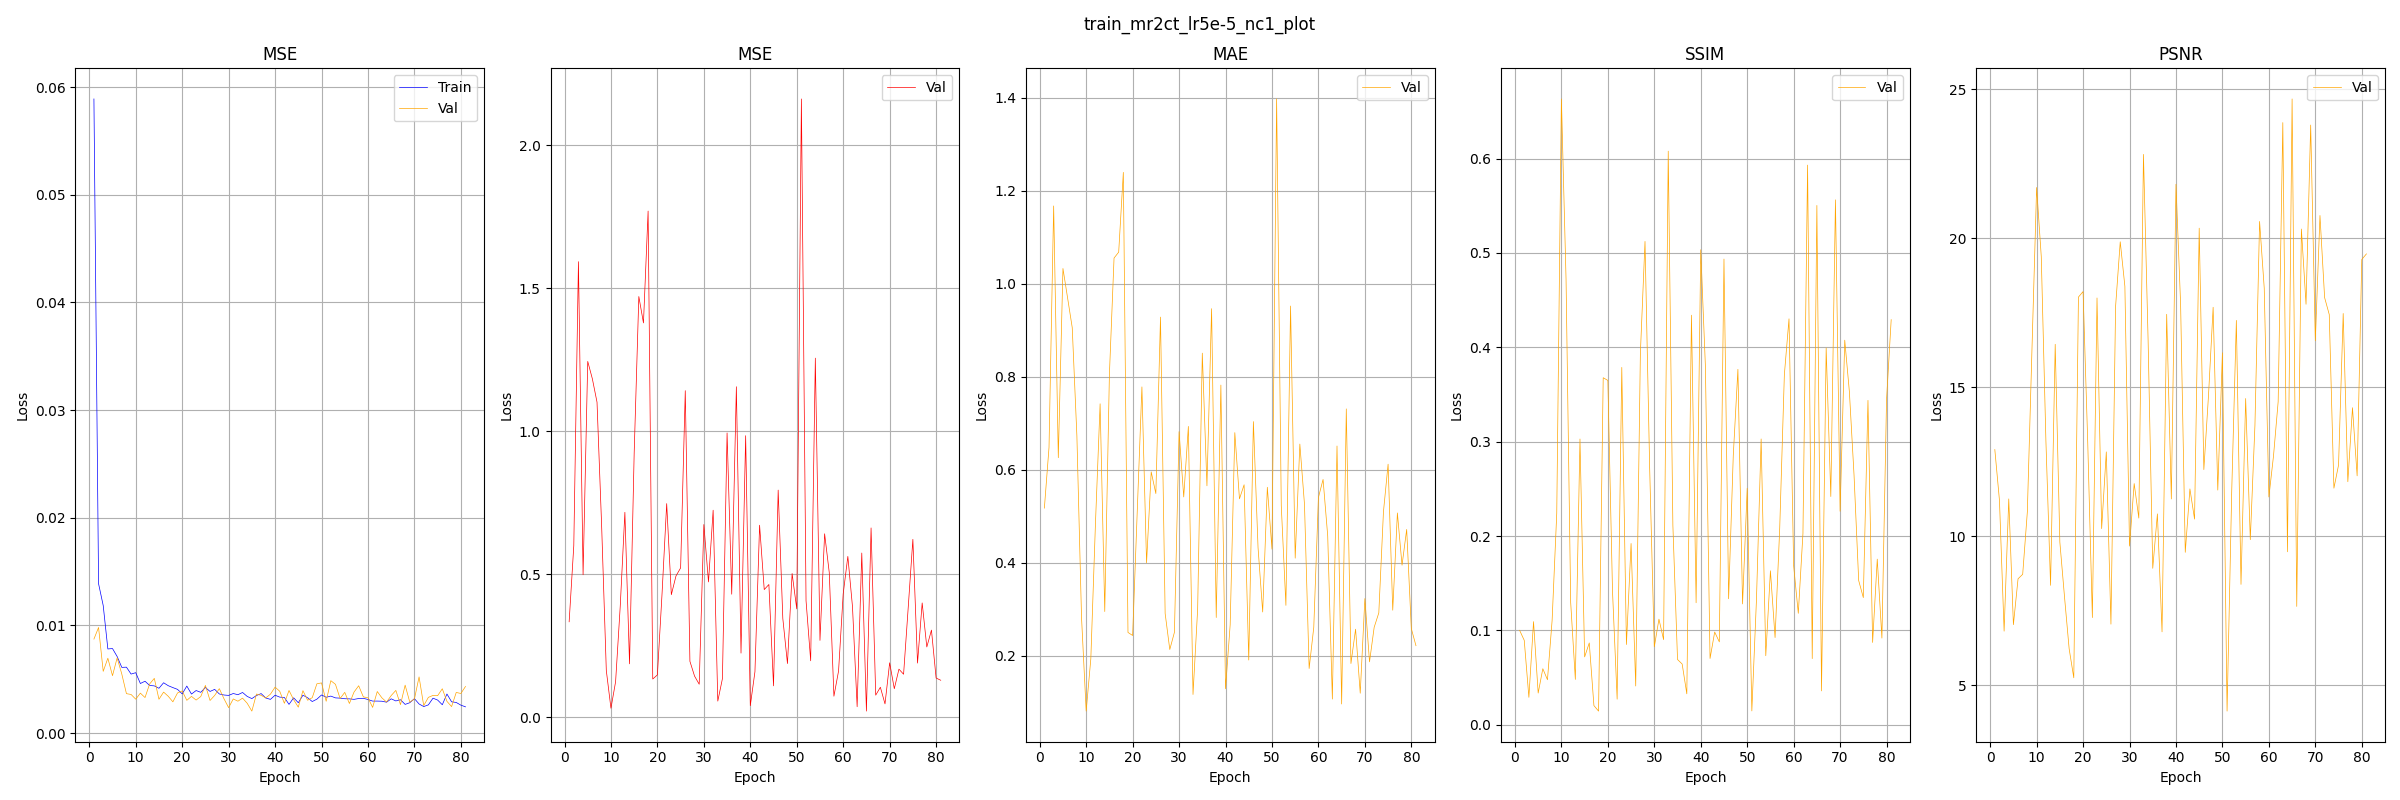 train_mr2ct_lr5e-5_nc1_plot
MSE
Train
Val
Loss
0.06
0.05
0.04
0.03
0.02
0.01
0.00
0 10 20 30 40 50 60 70 80
Epoch
MSE
Val
Loss
2.0
1.5
1.0
0.5
0.0
0 10 20 30 40 50 60 70 80
Epoch
MAE
Val
Loss
1.4
1.2
1.0
0.8
0.6
0.4
0.2
0 10 20 30 40 50 60 70 80
Epoch
SSIM
Val
Loss
0.6
0.5
0.4
0.3
0.2
0.1
0.0
0 10 20 30 40 50 60 70 80
Epoch
PSNR
Val
Loss
25
20
15
10
5
0 10 20 30 40 50 60 70 80
Epoch